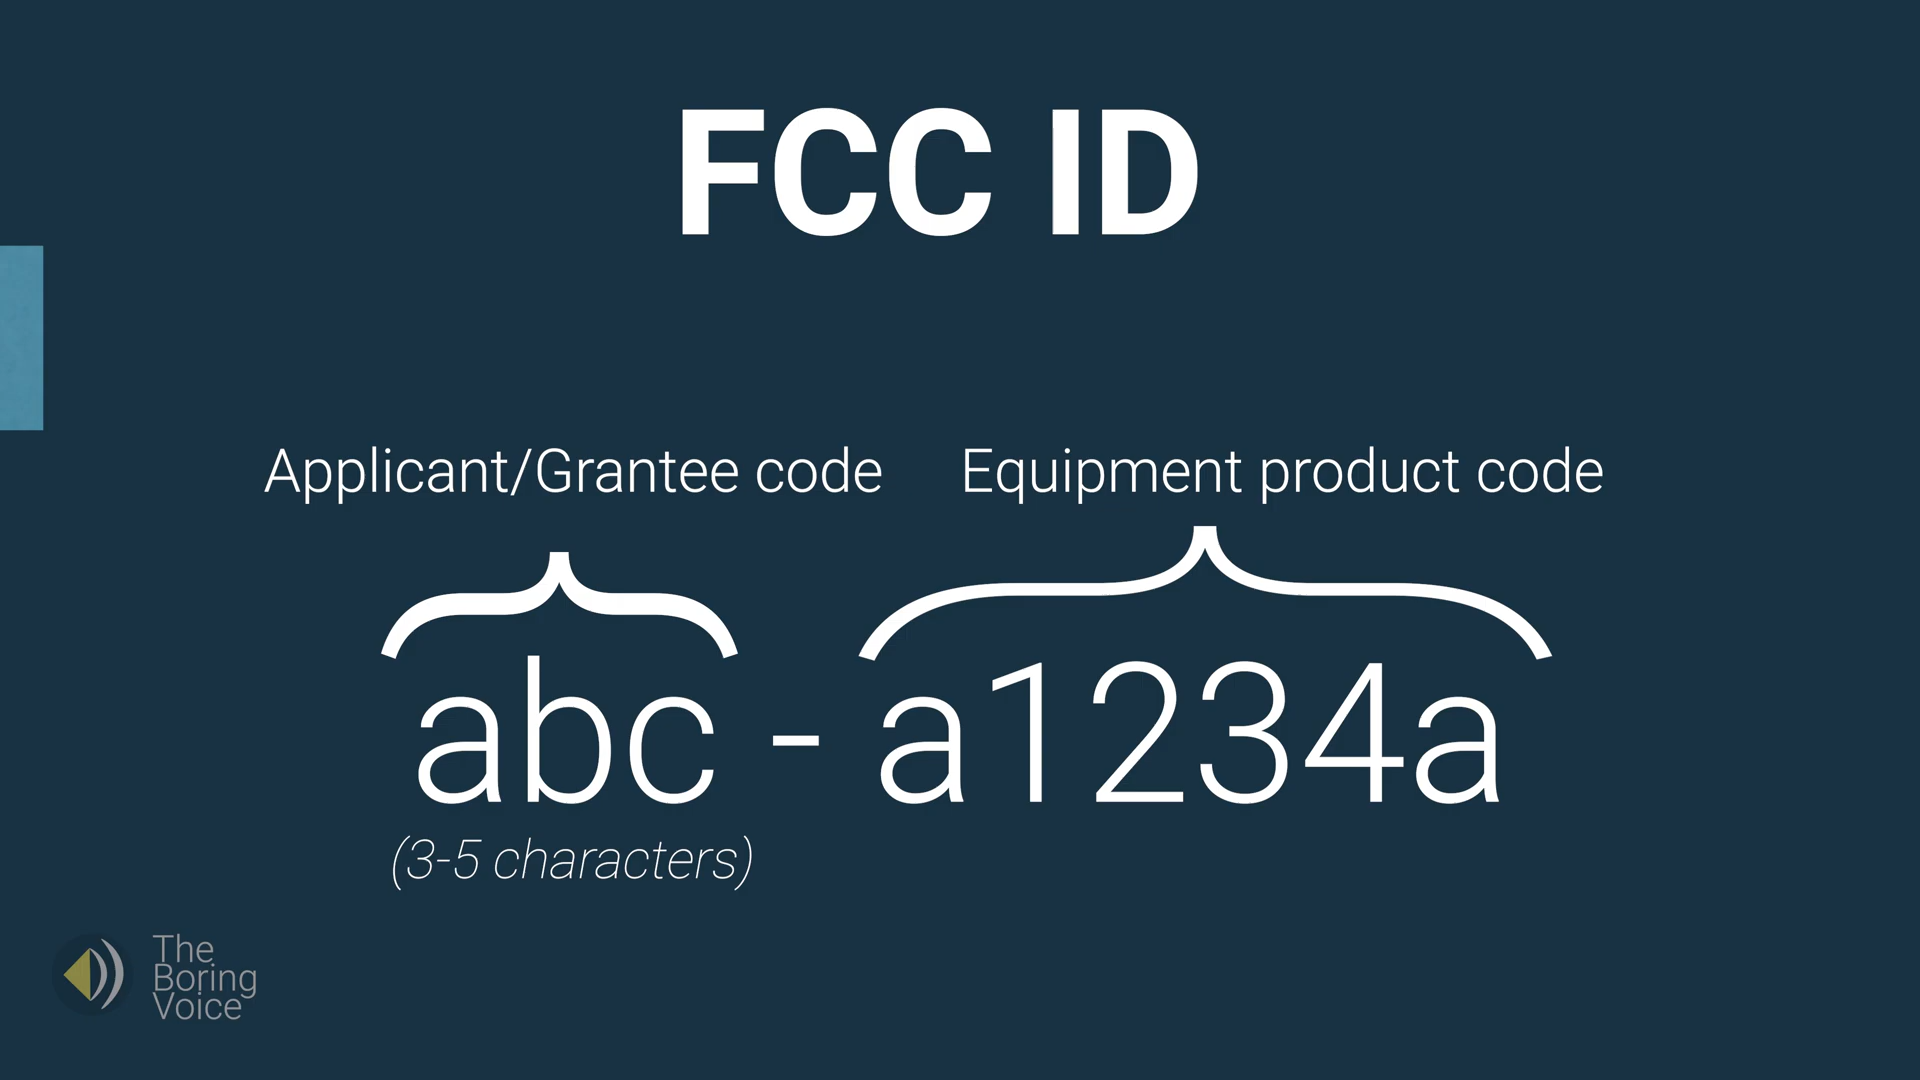 FCC ID
Applicant/Grantee code
Equipment product code
abc - a1234a
(3-5 characters)
The
Boring
Voice